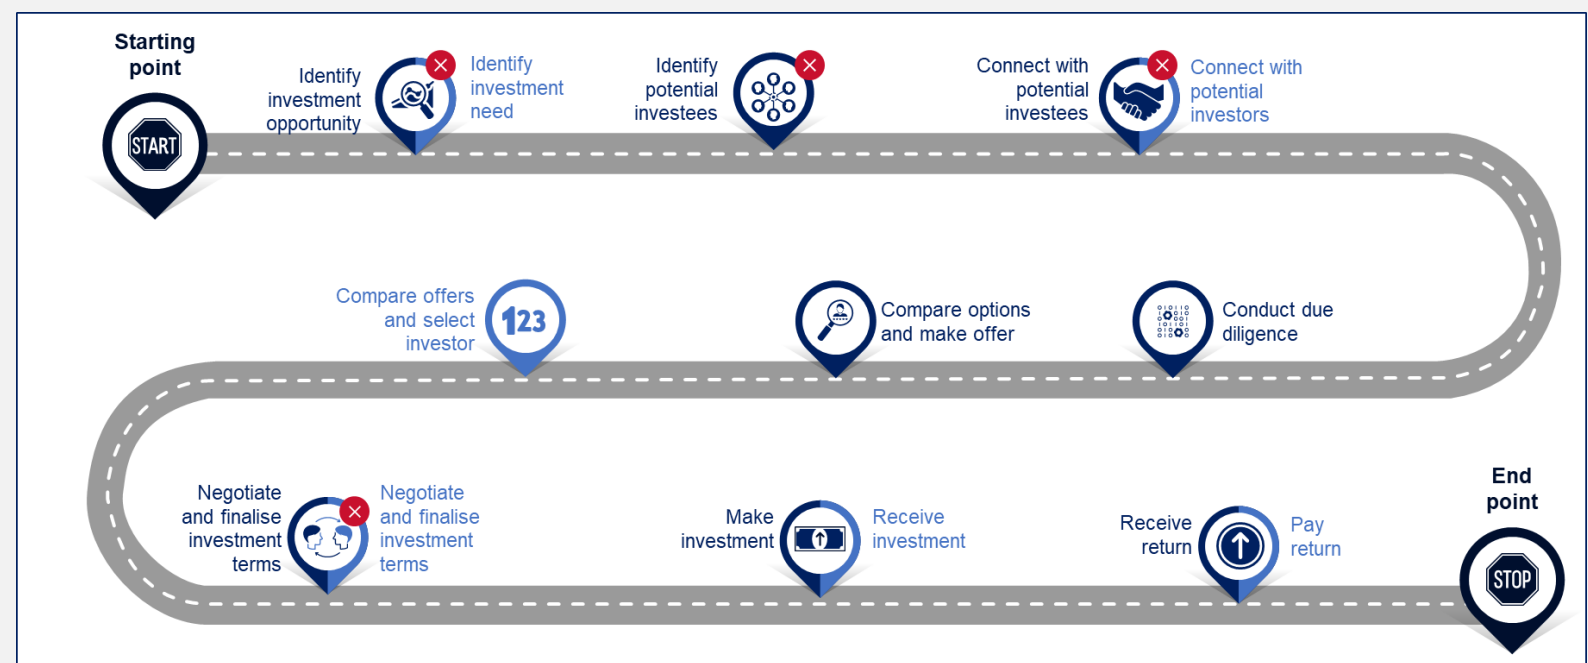 Starting
point
START
Identify
investment
opportunity
Identify
investment
need
Identify
potential
investees
Connect with
potential
investees
Connect with
potential
investors
Compare offers
and select
investor
123
Compare options
and make offer
Conduct due
diligence
Negotiate
and finalise
investment
terms
Negotiate
and finalise
investment
terms
Make
investment
Receive
investment
Receive
return
Pay
return
End
point
STOP